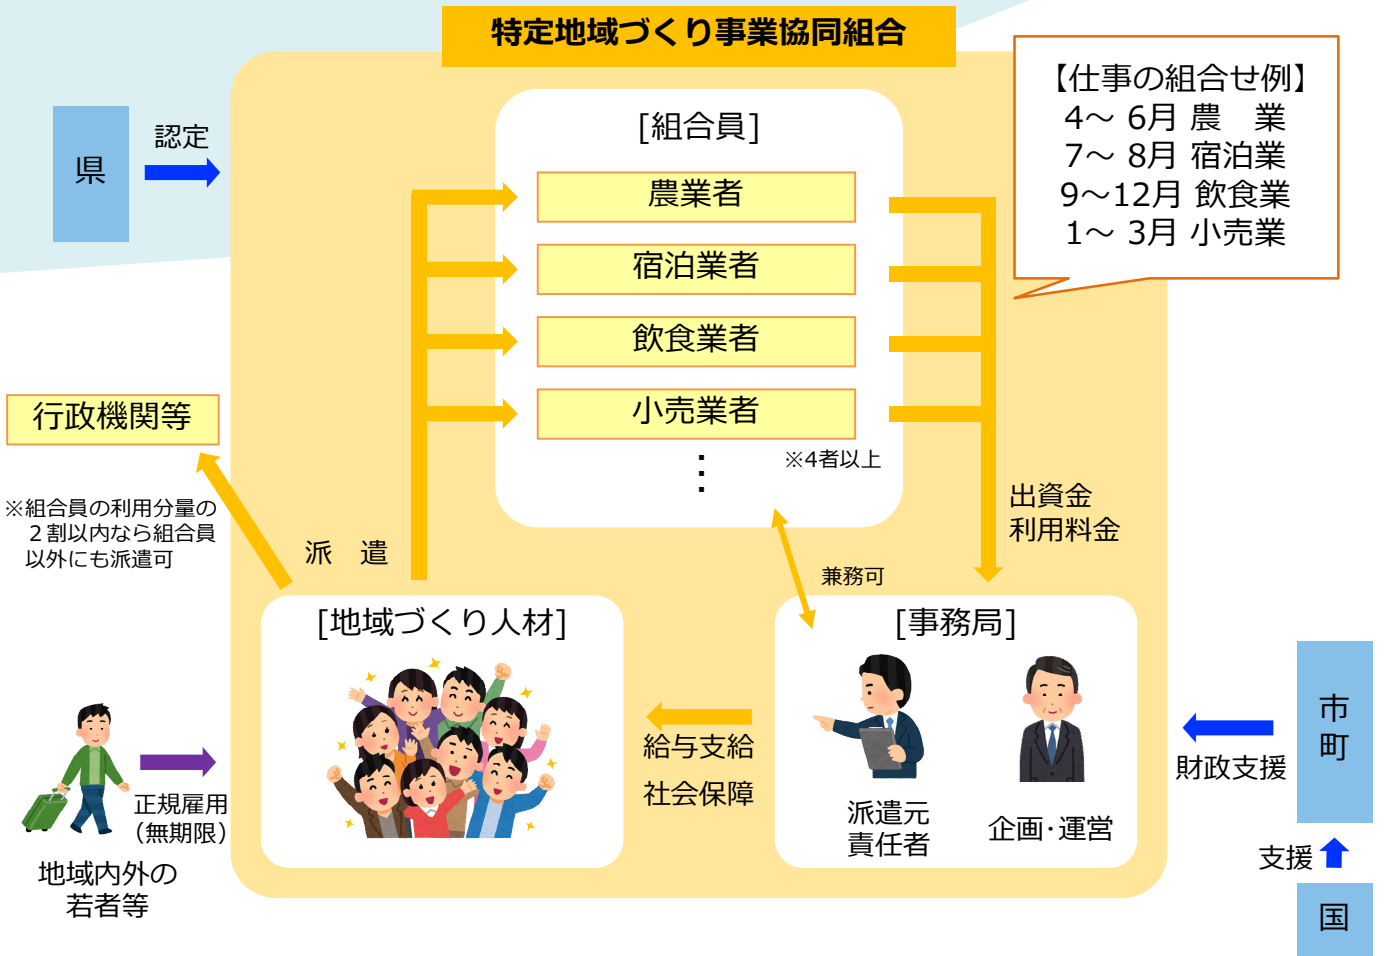 特定地域づくり事業協同組合
【仕事の組合せ例】
4～ 6月 農　業
7～ 8月 宿泊業
9～12月 飲食業
1～ 3月 小売業
県
認定
[組合員]
農業者
宿泊業者
飲食業者
小売業者
⋮
※4者以上
行政機関等
※組合員の利用分量の
２割以内なら組合員
以外にも派遣可
派　遣
出資金
利用料金
兼務可
[地域づくり人材]
[事務局]
給与支給
社会保障
派遣元
責任者
企画･運営
正規雇用
（無期限）
地域内外の
若者等
市
町
財政支援
支援
国